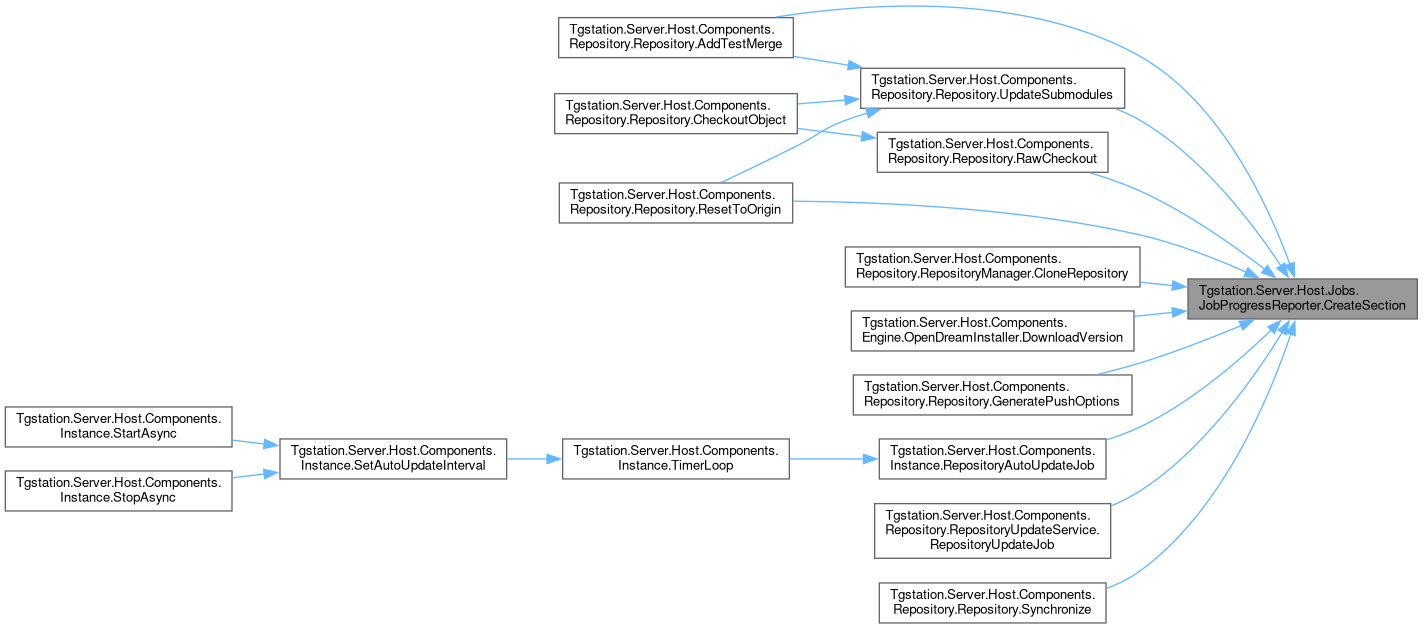 Tgstation.Server.Host.Components.
Repository.Repository.AddTestMerge
Tgstation.Server.Host.Components.
Repository.Repository.UpdateSubmodules
Tgstation.Server.Host.Components.
Repository.Repository.CheckoutObject
Tgstation.Server.Host.Components.
Repository.Repository.RawCheckout
Tgstation.Server.Host.Components.
Repository.Repository.ResetToOrigin
Tgstation.Server.Host.Components.
Repository.RepositoryManager.CloneRepository
Tgstation.Server.Host.Jobs.
JobProgressReporter.CreateSection
Tgstation.Server.Host.Components.
Engine.OpenDreamInstaller.DownloadVersion
Tgstation.Server.Host.Components.
Repository.Repository.GeneratePushOptions
Tgstation.Server.Host.Components.
Instance.StartAsync
Tgstation.Server.Host.Components.
Instance.SetAutoUpdateInterval
Tgstation.Server.Host.Components.
Instance.TimerLoop
Tgstation.Server.Host.Components.
Instance.RepositoryAutoUpdateJob
Tgstation.Server.Host.Components.
Instance.StopAsync
Tgstation.Server.Host.Components.
Repository.RepositoryUpdateService.
RepositoryUpdateJob
Tgstation.Server.Host.Components.
Repository.Repository.Synchronize